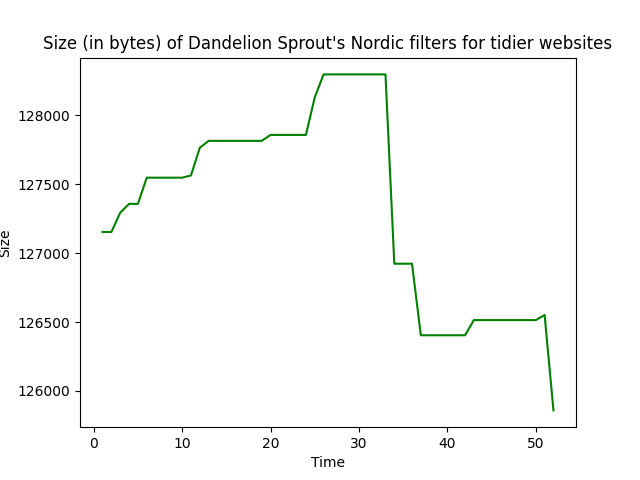 Size (in bytes) of Dandelion Sprout's Nordic filters for tidier websites
128000
127500
127000
126500
126000
Size
0 10 20 30 40 50
Time